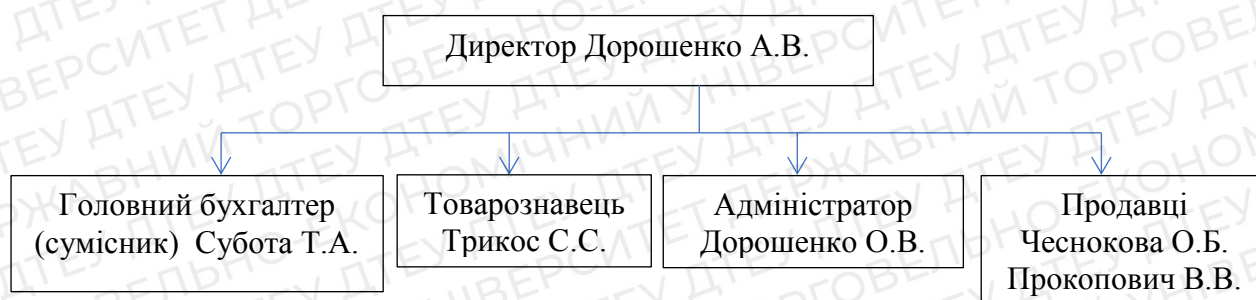 Директор Дорошенко А.В.
Головний бухгалтер
(сумісник) Субота Т.А.
Товарознавець
Трикос С.С.
Адміністратор
Дорошенко О.В.
Продавці
Чеснокова О.Б.
Прокопович В.В.